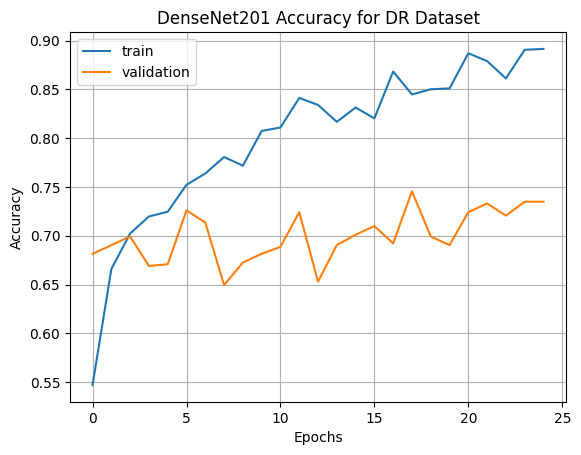 DenseNet201 Accuracy for DR Dataset
train
validation
0.90
0.85
0.80
0.75
0.70
0.65
0.60
0.55
Accuracy
0 5 10 15 20 25
Epochs